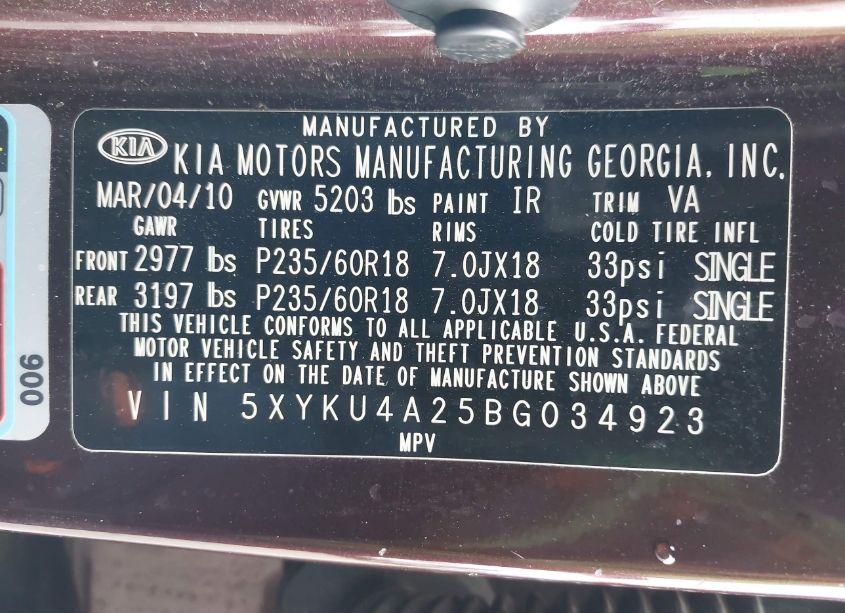 MANUFACTURED BY
KIA KIA MOTORS MANUFACTURING GEORGIA, INC.
MAR/04/10 GVWR 5203 lbs PAINT IR TRIM VA
GAWR TIRES RIMS COLD TIRE INFL
FRONT 2977 lbs P235/60R18 7.0JX18 33psi SINGLE
REAR 3197 lbs P235/60R18 7.0JX18 33psi SINGLE
THIS VEHICLE CONFORMS TO ALL APPLICABLE U.S.A. FEDERAL
MOTOR VEHICLE SAFETY AND THEFT PREVENTION STANDARDS
IN EFFECT ON THE DATE OF MANUFACTURE SHOWN ABOVE
VIN 5XYKU4A25BG034923
MPV
006